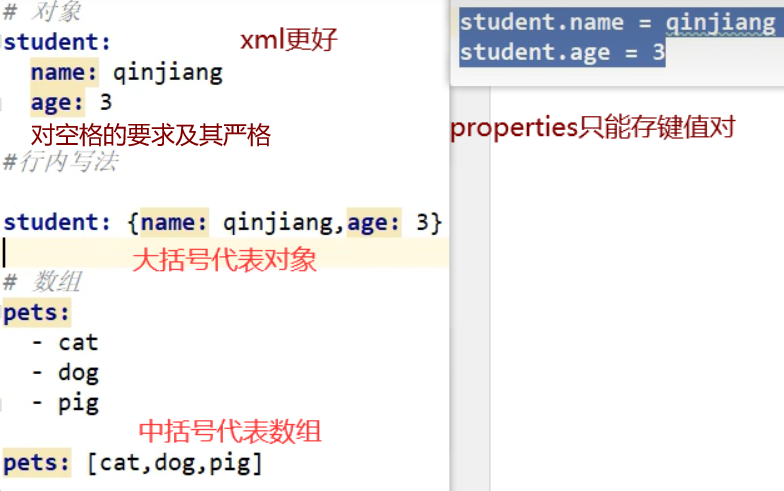 # 对象
student:
xml更好
name: qinjiang
age: 3
对空格的要求及其严格
#行内写法
student: {name: qinjiang,age: 3}
大括号代表对象
# 数组
pets:
- cat
- dog
- pig
中括号代表数组
pets: [cat,dog,pig]
student.name = qinjiang
student.age = 3
properties只能存键值对